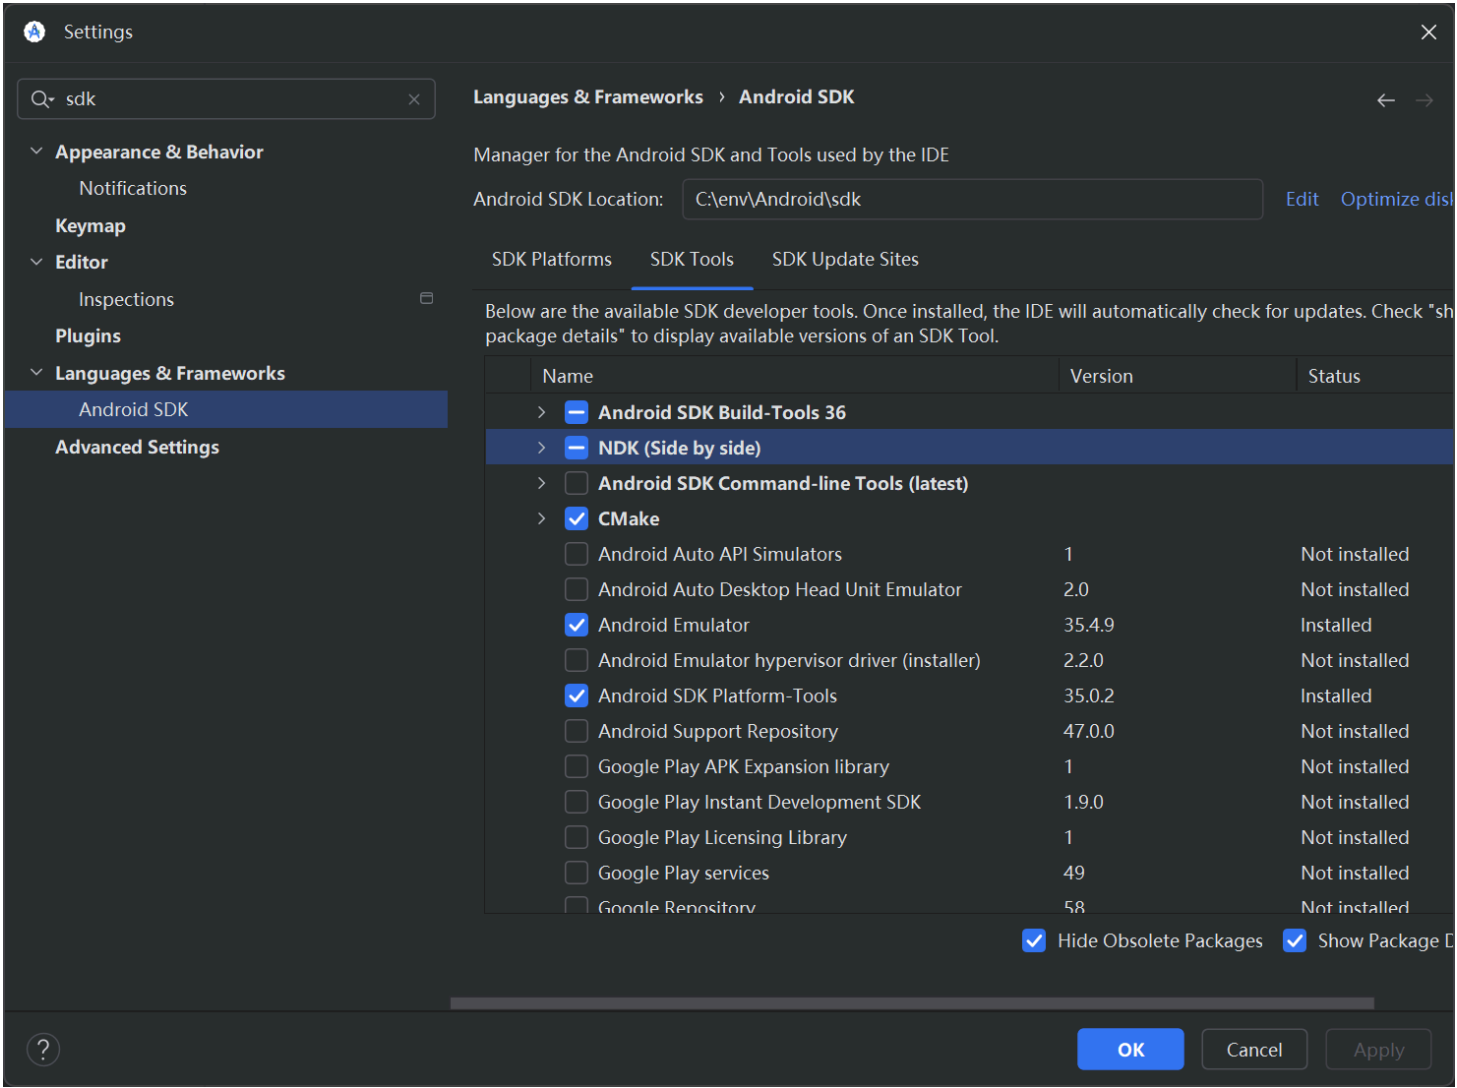 Settings
sdk
Appearance & Behavior
Notifications
Keymap
Editor
Inspections
Plugins
Languages & Frameworks
Android SDK
Advanced Settings
Languages & Frameworks › Android SDK
Manager for the Android SDK and Tools used by the IDE
Android SDK Location: C:\env\Android\sdk Edit Optimize disk
SDK Platforms SDK Tools SDK Update Sites
Below are the available SDK developer tools. Once installed, the IDE will automatically check for updates. Check "sh
package details" to display available versions of an SDK Tool.
Name Version Status
Android SDK Build-Tools 36
NDK (Side by side)
Android SDK Command-line Tools (latest)
CMake
Android Auto API Simulators 1 Not installed
Android Auto Desktop Head Unit Emulator 2.0 Not installed
Android Emulator 35.4.9 Installed
Android Emulator hypervisor driver (installer) 2.2.0 Not installed
Android SDK Platform-Tools 35.0.2 Installed
Android Support Repository 47.0.0 Not installed
Google Play APK Expansion library 1 Not installed
Google Play Instant Development SDK 1.9.0 Not installed
Google Play Licensing Library 1 Not installed
Google Play services 49 Not installed
Google Repository 58 Not installed
Hide Obsolete Packages Show Package D
? OK Cancel Apply